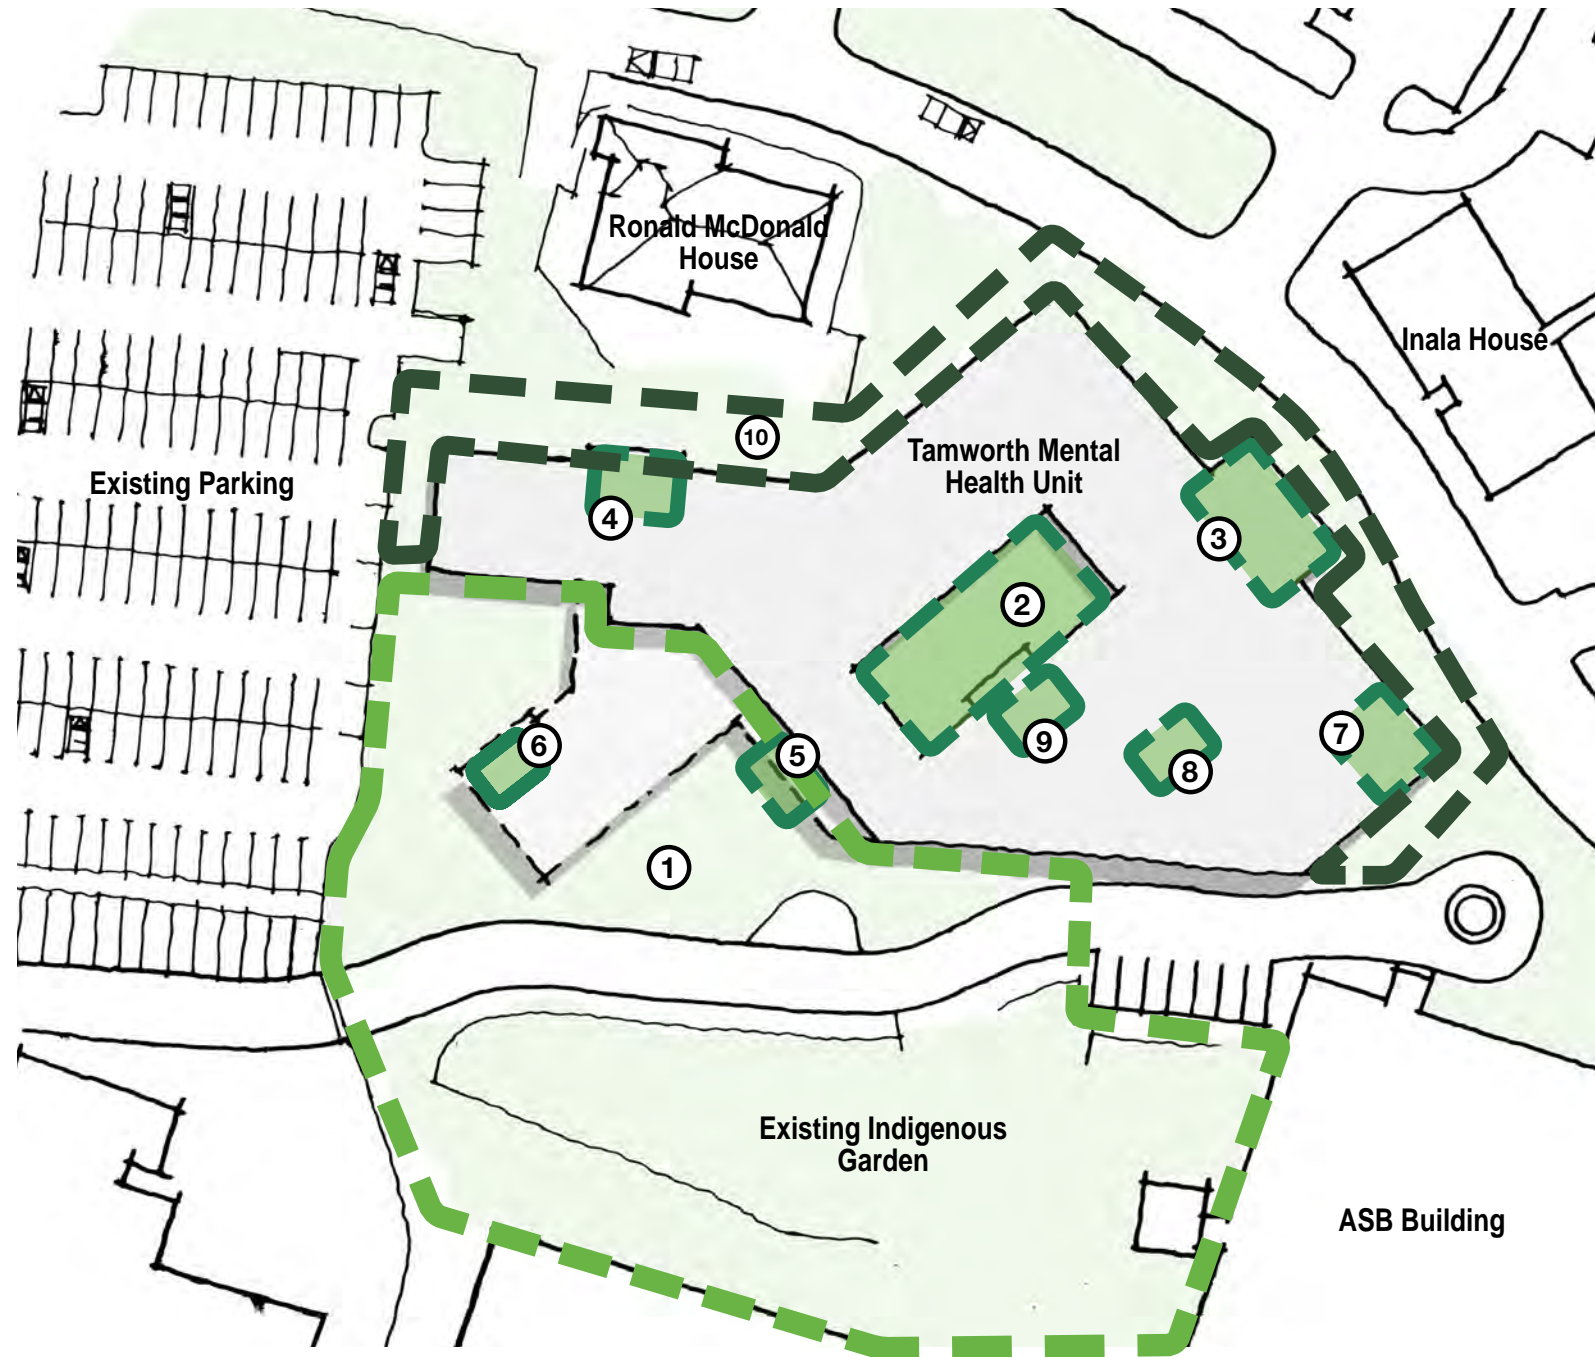 Ronald McDonald
House
Inala House
10
Tamworth Mental
Health Unit
Existing Parking
4
3
2
7
9
5
6
8
1
Existing Indigenous
Garden
ASB Building